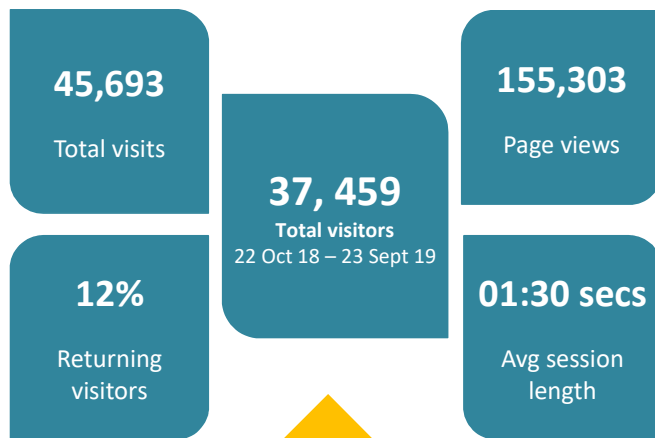 45,693
Total visits
155,303
Page views
37, 459
Total visitors
22 Oct 18 – 23 Sept 19
12%
Returning
visitors
01:30 secs
Avg session
length